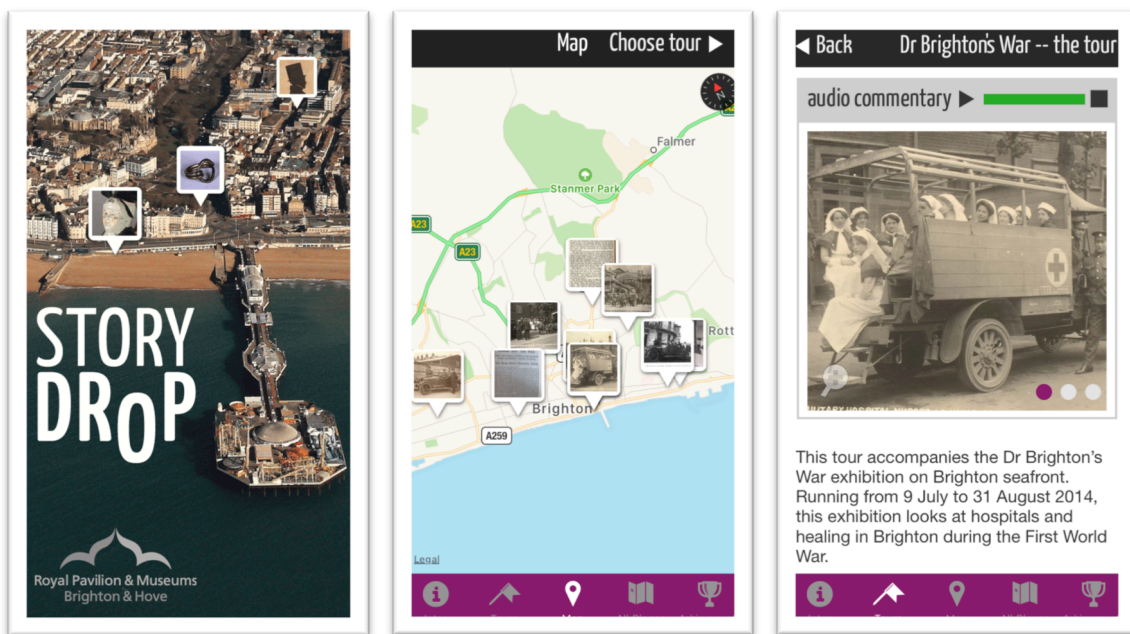 STORY
DROP
Royal Pavilion & Museums
Brighton & Hove
Map Choose tour
Falmer
Stanmer Park
A23
A23
Rott
Brighton
A259
Legal
Back Dr Brighton's War -- the tour
audio commentary
This tour accompanies the Dr Brighton's
War exhibition on Brighton seafront.
Running from 9 July to 31 August 2014,
this exhibition looks at hospitals and
healing in Brighton during the First World
War.